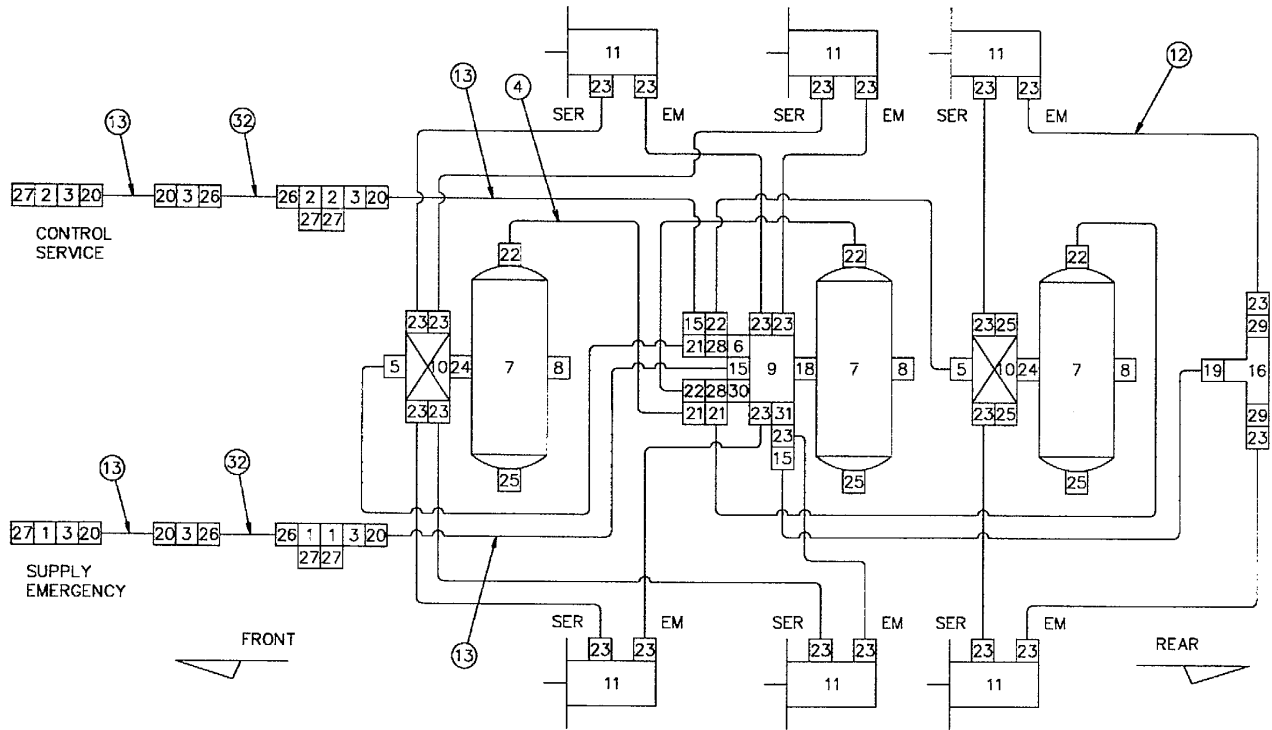 11 11 11
13 32 13 4 23 23 23 23 23 23 12
SER EM SER EM SER EM
27 2 3 20 20 3 26 26 2 2 3 20
27 27
CONTROL
SERVICE
22 22 22
23 23 15 22 23 23 23 25 23
21 28 6 29
5 10 24 7 8 15 9 18 7 8 5 10 24 7 8 19 16
22 28 30 29
23 23 21 21 23 31 23 25 23
23
15
25 25 25
13 32
27 1 3 20 20 3 26 26 1 1 3 20
27 27
SUPPLY
EMERGENCY
13
SER EM SER EM SER EM
FRONT REAR
23 23 23 23 23 23
11 11 11